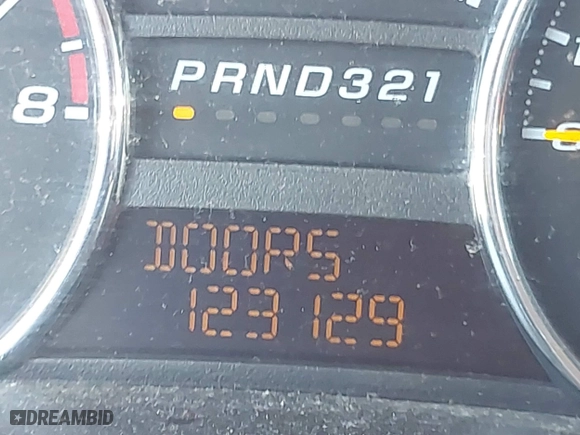 8
PRND321
DOORS
123129
DREAMBID